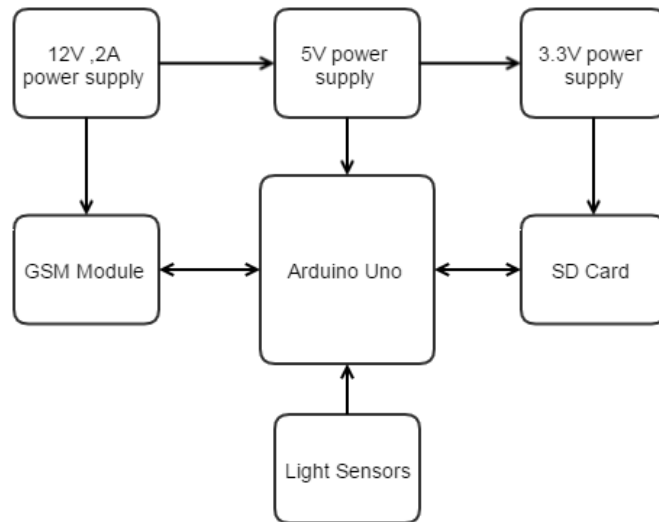 12V ,2A
power supply
5V power
supply
3.3V power
supply
GSM Module
Arduino Uno
SD Card
Light Sensors